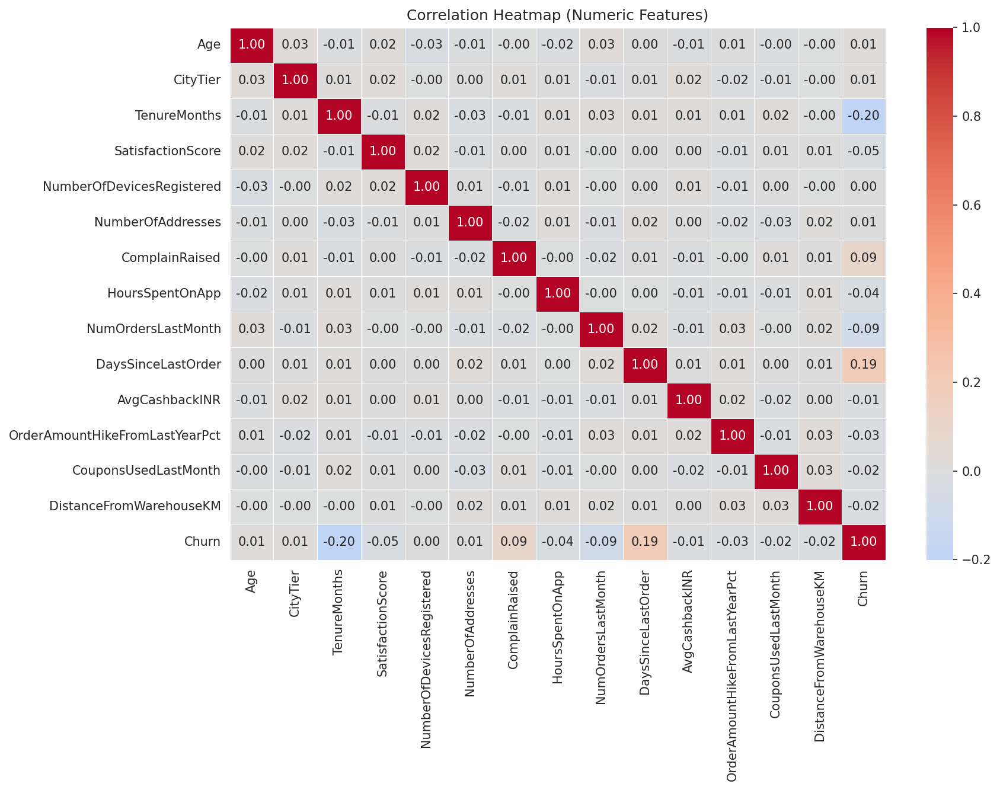 Correlation Heatmap (Numeric Features)
Age 1.00 0.03 -0.01 0.02 -0.03 -0.01 -0.00 -0.02 0.03 0.00 -0.01 0.01 -0.00 -0.00 0.01
CityTier 0.03 1.00 0.01 0.02 -0.00 0.00 0.01 0.01 -0.01 0.01 0.02 -0.02 -0.01 -0.00 0.01
TenureMonths -0.01 0.01 1.00 -0.01 0.02 -0.03 -0.01 0.01 0.03 0.01 0.01 0.01 0.02 -0.00 -0.20
SatisfactionScore 0.02 0.02 -0.01 1.00 0.02 -0.01 0.00 0.01 -0.00 0.00 0.00 -0.01 0.01 0.01 -0.05
NumberOfDevicesRegistered -0.03 -0.00 0.02 0.02 1.00 0.01 -0.01 0.01 -0.00 0.00 0.01 -0.01 0.00 -0.00 0.00
NumberOfAddresses -0.01 0.00 -0.03 -0.01 0.01 1.00 -0.02 0.01 -0.01 0.02 0.00 -0.02 -0.03 0.02 0.01
ComplainRaised -0.00 0.01 -0.01 0.00 -0.01 -0.02 1.00 -0.00 -0.02 0.01 -0.01 -0.00 0.01 0.01 0.09
HoursSpentOnApp -0.02 0.01 0.01 0.01 0.01 0.01 -0.00 1.00 -0.00 0.00 -0.01 -0.01 -0.01 0.01 -0.04
NumOrdersLastMonth 0.03 -0.01 0.03 -0.00 -0.00 -0.01 -0.02 -0.00 1.00 0.02 -0.01 0.03 -0.00 0.02 -0.09
DaysSinceLastOrder 0.00 0.01 0.01 0.00 0.00 0.02 0.01 0.00 0.02 1.00 0.01 0.01 0.00 0.01 0.19
AvgCashbackINR -0.01 0.02 0.01 0.00 0.01 0.00 -0.01 -0.01 -0.01 0.01 1.00 0.02 -0.02 0.00 -0.01
OrderAmountHikeFromLastYearPct 0.01 -0.02 0.01 -0.01 -0.01 -0.02 -0.00 -0.01 0.03 0.01 0.02 1.00 -0.01 0.03 -0.03
CouponsUsedLastMonth -0.00 -0.01 0.02 0.01 0.00 -0.03 0.01 -0.01 -0.00 0.00 -0.02 -0.01 1.00 0.03 -0.02
DistanceFromWarehouseKM -0.00 -0.00 -0.00 0.01 -0.00 0.02 0.01 0.01 0.02 0.01 0.00 0.03 0.03 1.00 -0.02
Churn 0.01 0.01 -0.20 -0.05 0.00 0.01 0.09 -0.04 -0.09 0.19 -0.01 -0.03 -0.02 -0.02 1.00
Age
CityTier
TenureMonths
SatisfactionScore
NumberOfDevicesRegistered
NumberOfAddresses
ComplainRaised
HoursSpentOnApp
NumOrdersLastMonth
DaysSinceLastOrder
AvgCashbackINR
OrderAmountHikeFromLastYearPct
CouponsUsedLastMonth
DistanceFromWarehouseKM
Churn
1.0
0.8
0.6
0.4
0.2
0.0
−0.2